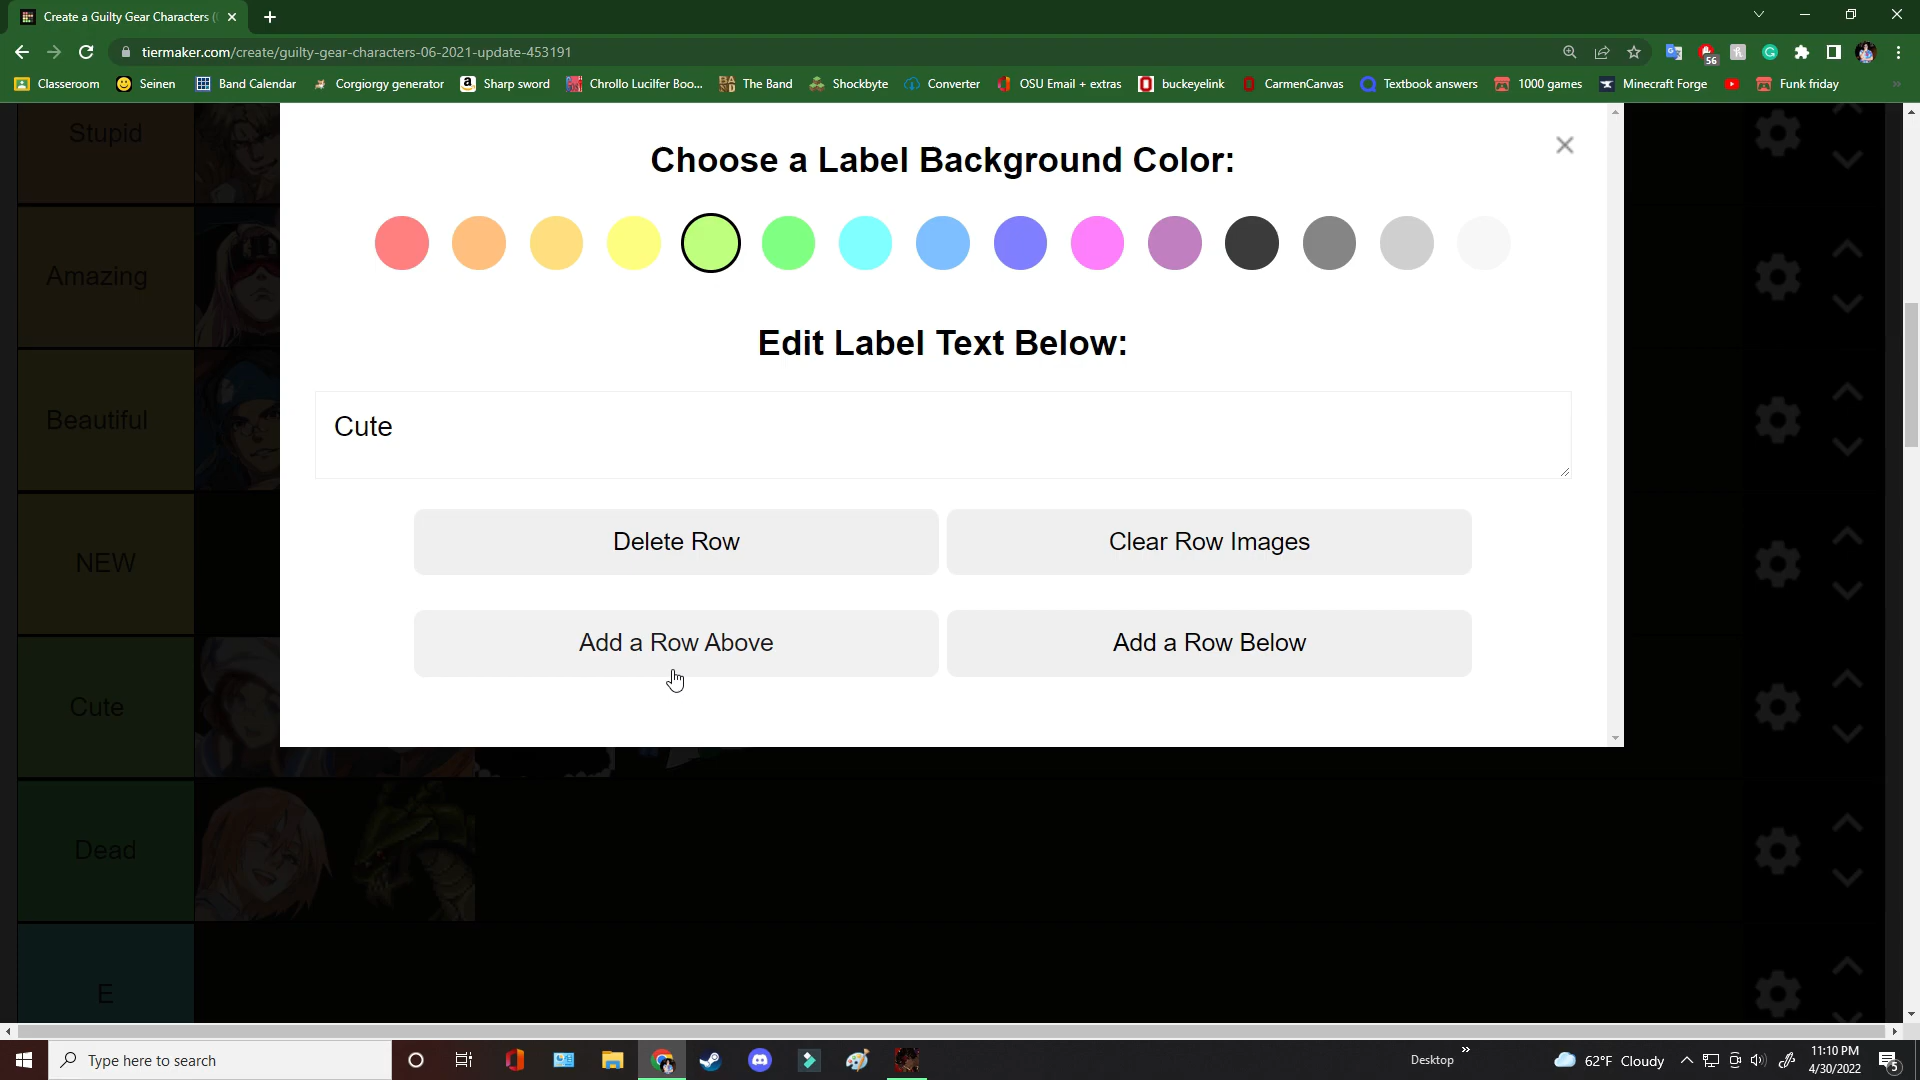 Create a Guilty Gear Characters (
tiermaker.com/create/guilty-gear-characters-06-2021-update-453191
56
Classeroom
Seinen
Band Calendar
Corgiorgy generator
Sharp sword
Chrollo Lucilfer Boo...
The Band
Shockbyte
Converter
OSU Email + extras
buckeyelink
CarmenCanvas
Textbook answers
1000 games
Minecraft Forge
Funk friday
Choose a Label Background Color:
Edit Label Text Below:
Cute
Delete Row
Clear Row Images
Add a Row Above
Add a Row Below
Stupid
Amazing
Beautiful
NEW
Cute
Dead
E
Type here to search
Desktop
62°F Cloudy
11:10 PM
4/30/2022
5